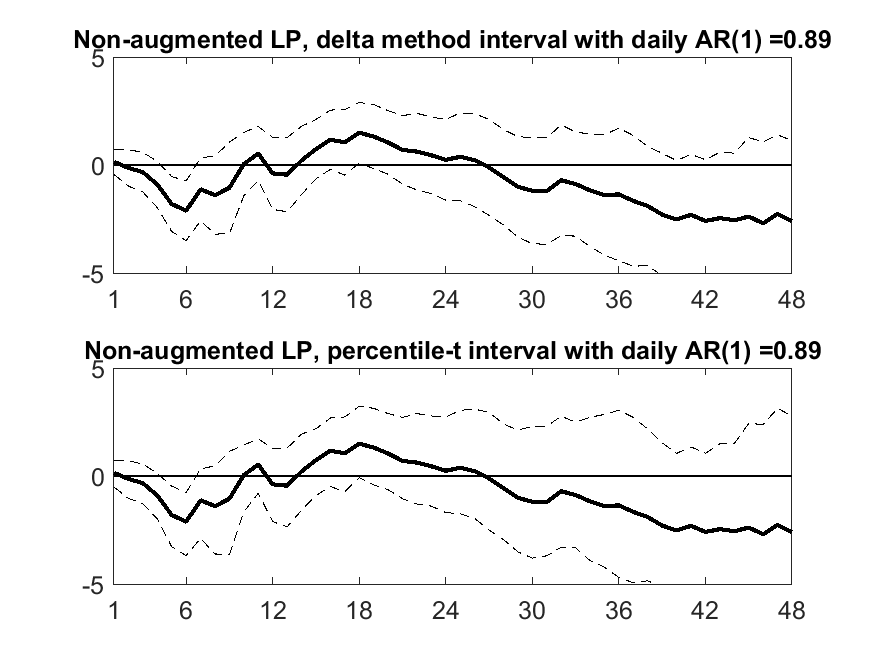 Non-augmented LP, delta method interval with daily AR(1) =0.89
5
0
-5
1 6 12 18 24 30 36 42 48
Non-augmented LP, percentile-t interval with daily AR(1) =0.89
5
0
-5
1 6 12 18 24 30 36 42 48